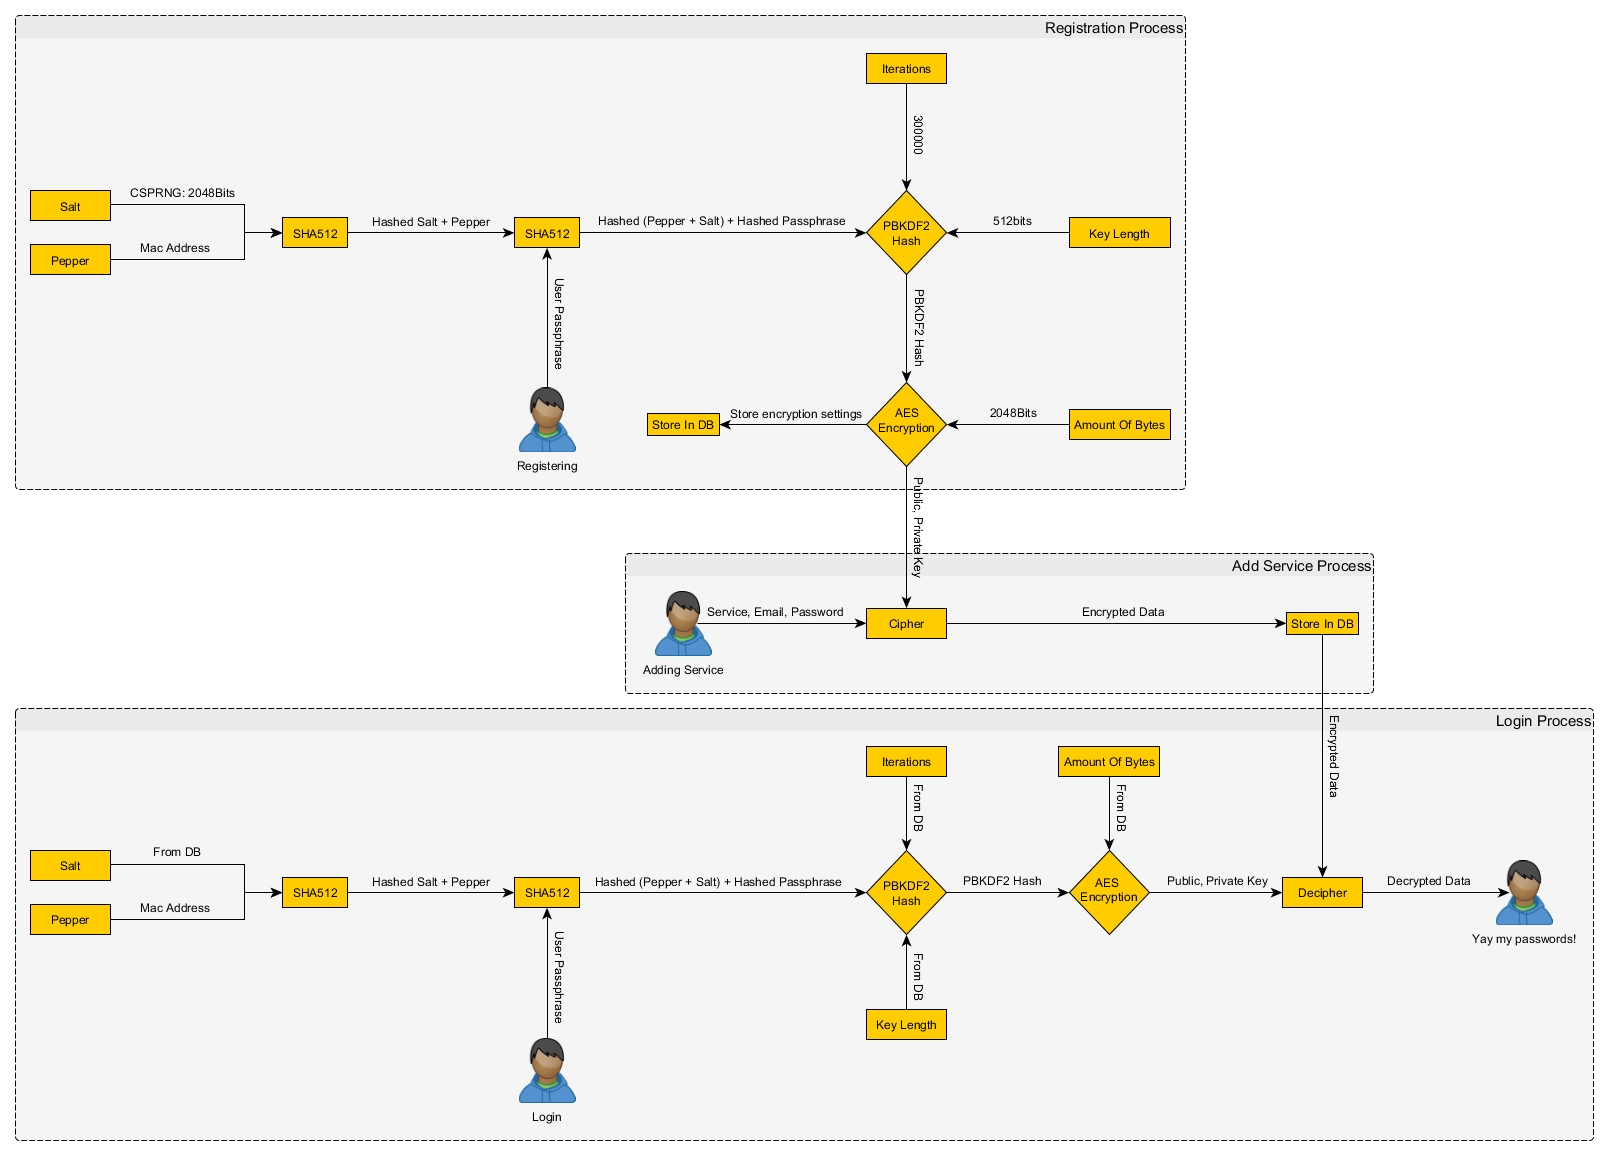 Registration Process
Iterations
300000
Salt
CSPRNG: 2048Bits
Pepper
Mac Address
SHA512
Hashed Salt + Pepper
SHA512
Hashed (Pepper + Salt) + Hashed Passphrase
PBKDF2
Hash
512bits
Key Length
User Passphrase
Registering
PBKDF2 Hash
Store In DB
Store encryption settings
AES
Encryption
2048Bits
Amount Of Bytes
Public, Private Key
Add Service Process
Adding Service
Service, Email, Password
Cipher
Encrypted Data
Store In DB
Encrypted Data
Login Process
Iterations
From DB
Amount Of Bytes
From DB
Salt
From DB
Pepper
Mac Address
SHA512
Hashed Salt + Pepper
SHA512
Hashed (Pepper + Salt) + Hashed Passphrase
PBKDF2
Hash
PBKDF2 Hash
AES
Encryption
Public, Private Key
Decipher
Decrypted Data
Yay my passwords!
From DB
Key Length
User Passphrase
Login